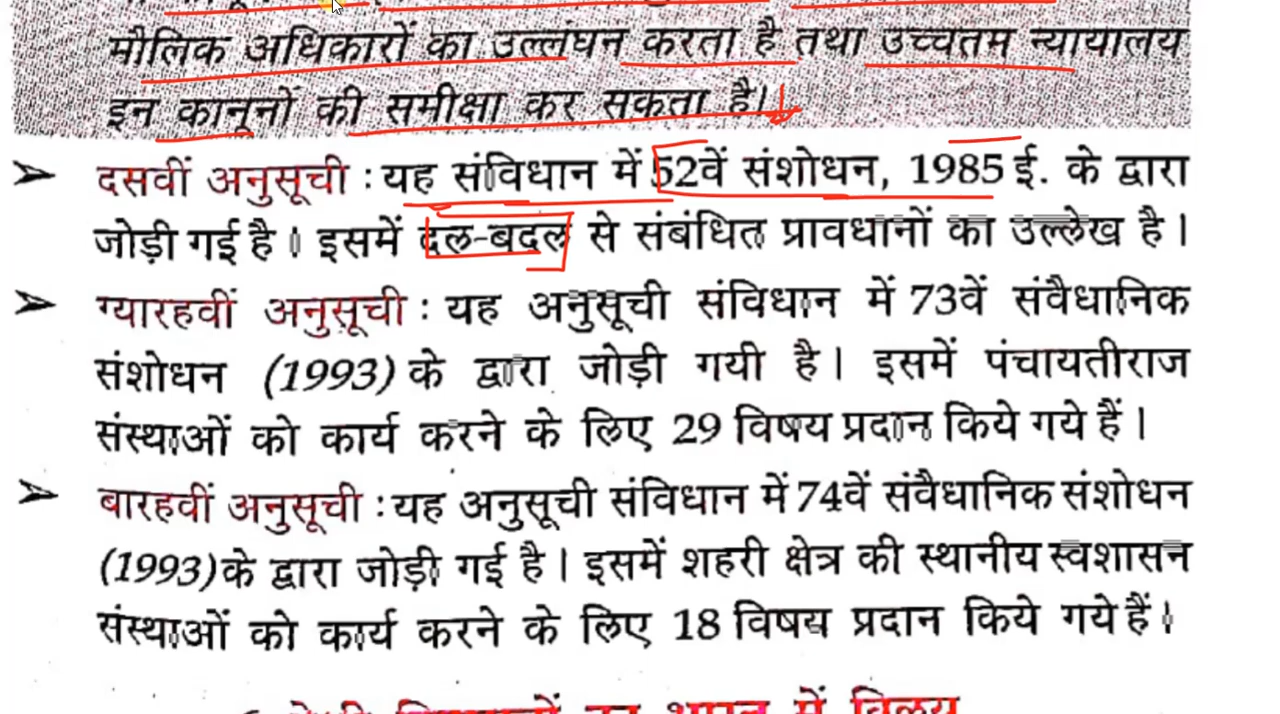 मौलिक अधिकारों का उल्लंघन करता है तथा उच्चतम न्यायालय
इन कानूनों की समीक्षा कर सकता है।
➤ दसवीं अनुसूची : यह संविधान में 52वें संशोधन, 1985 ई. के द्वारा
जोड़ी गई है। इसमें दल-बदल से संबंधित प्रावधानों का उल्लेख है।
➤ ग्यारहवीं अनुसूची : यह अनुसूची संविधान में 73वें संवैधानिक
संशोधन (1993) के द्वारा जोड़ी गयी है। इसमें पंचायतीराज
संस्थाओं को कार्य करने के लिए 29 विषय प्रदान किये गये हैं।
➤ बारहवीं अनुसूची : यह अनुसूची संविधान में 74वें संवैधानिक संशोधन
(1993) के द्वारा जोड़ी गई है। इसमें शहरी क्षेत्र की स्थानीय स्वशासन
संस्थाओं को कार्य करने के लिए 18 विषय प्रदान किये गये हैं।
का भारत में विलय